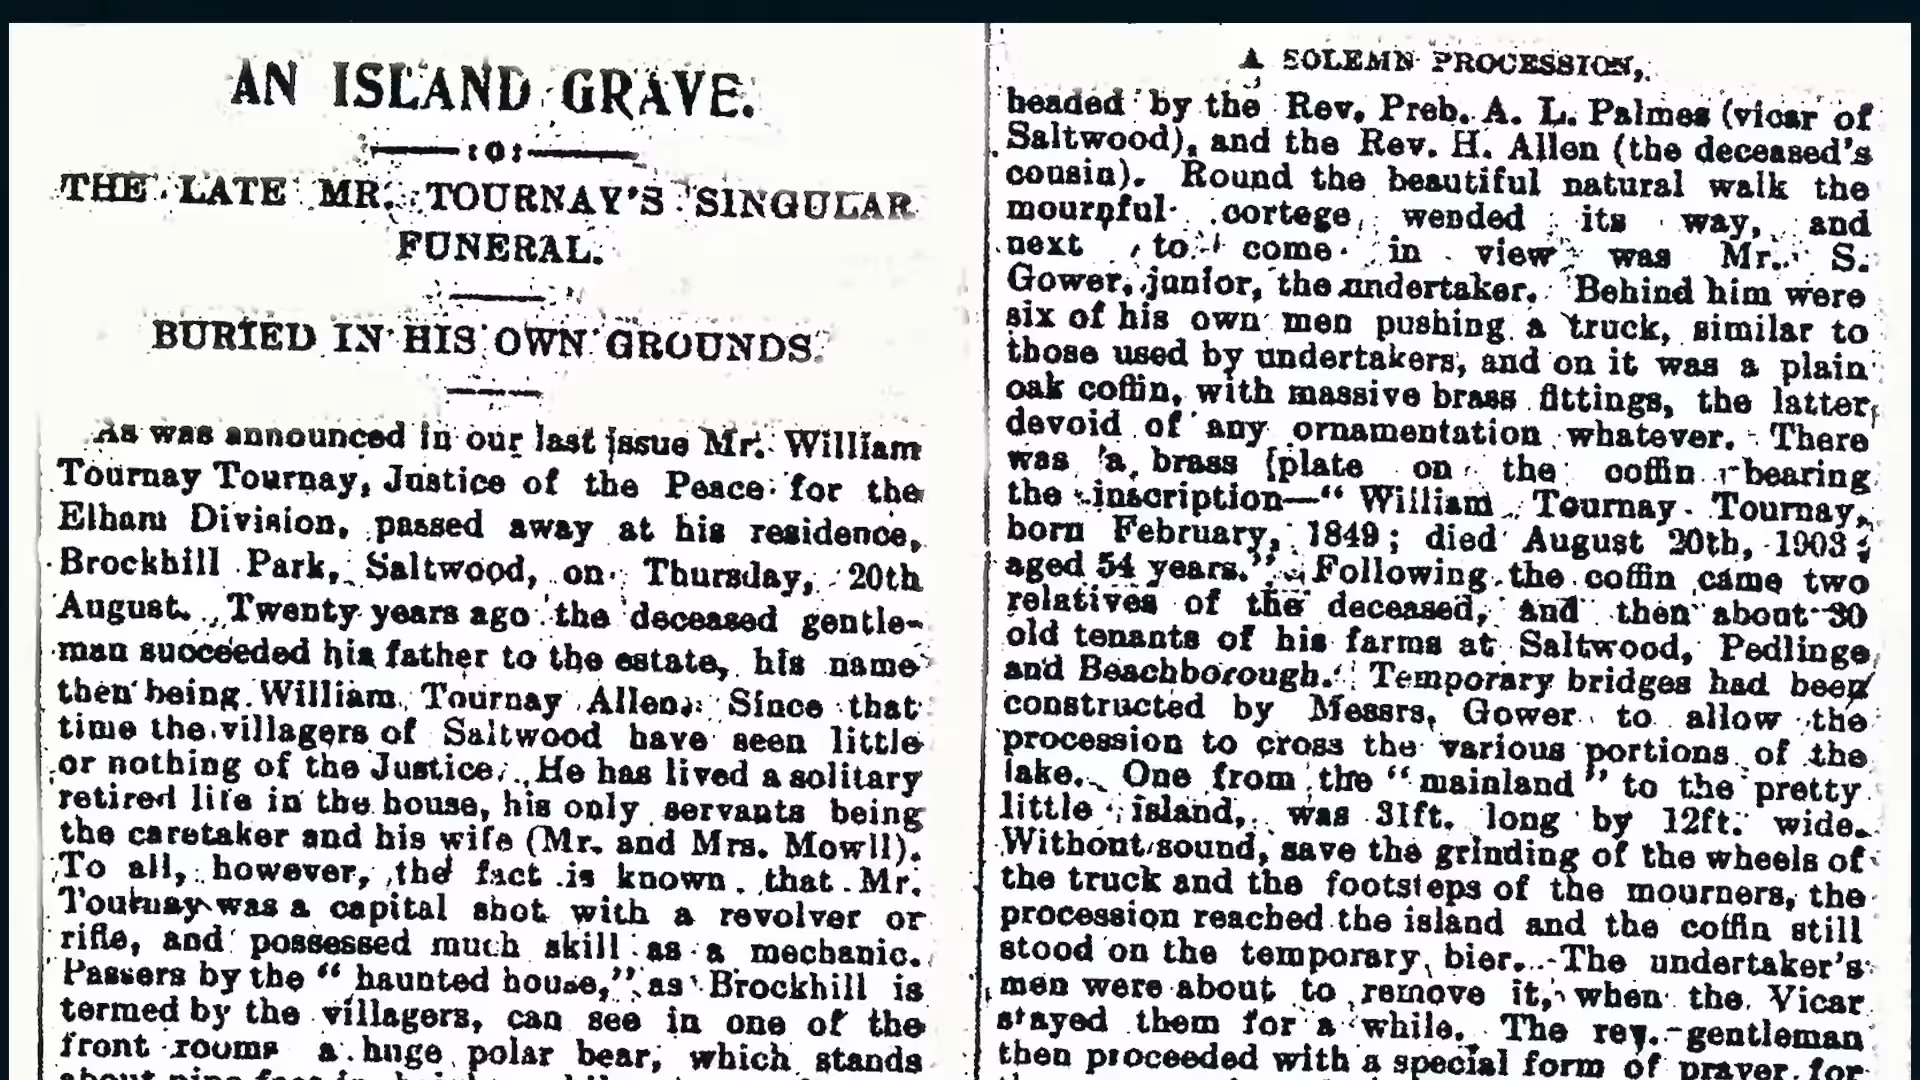 AN ISLAND GRAVE.
:o:
THE LATE MR. TOURNAY'S SINGULAR
FUNERAL.
BURIED IN HIS OWN GROUNDS.
As was announced in our last issue Mr. William
Tournay Tournay, Justice of the Peace for the
Elham Division, passed away at his residence,
Brockhill Park, Saltwood, on Thursday, 20th
August. Twenty years ago the deceased gentle-
man succeeded his father to the estate, his name
then being William Tournay Allen. Since that
time the villagers of Saltwood have seen little
or nothing of the Justice. He has lived a solitary
retired life in the house, his only servants being
the caretaker and his wife (Mr. and Mrs. Mowll).
To all, however, the fact is known that Mr.
Tournay was a capital shot with a revolver or
rifle, and possessed much skill as a mechanic.
Passers by the "haunted house," as Brockhill is
termed by the villagers, can see in one of the
front rooms a huge polar bear, which stands
A SOLEMN PROCESSION,
headed by the Rev. Preb. A. L. Palmes (vicar of
Saltwood), and the Rev. H. Allen (the deceased's
cousin). Round the beautiful natural walk the
mournful cortege wended its way, and
next to come in view was Mr. S.
Gower, junior, the undertaker. Behind him were
six of his own men pushing a truck, similar to
those used by undertakers, and on it was a plain
oak coffin, with massive brass fittings, the latter
devoid of any ornamentation whatever. There
was a brass plate on the coffin bearing
the inscription—" William Tournay Tournay,
born February, 1849; died August 20th, 1903;
aged 54 years." Following the coffin came two
relatives of the deceased, and then about 30
old tenants of his farms at Saltwood, Pedlinge
and Beachborough. Temporary bridges had been
constructed by Messrs, Gower to allow the
procession to cross the various portions of the
lake. One from the "mainland" to the pretty
little island, was 31ft. long by 12ft. wide.
Without sound, save the grinding of the wheels of
the truck and the footsteps of the mourners, the
procession reached the island and the coffin still
stood on the temporary bier. The undertaker's
men were about to remove it, when the Vicar
stayed them for a while. The rev. gentleman
then proceeded with a special form of prayer for